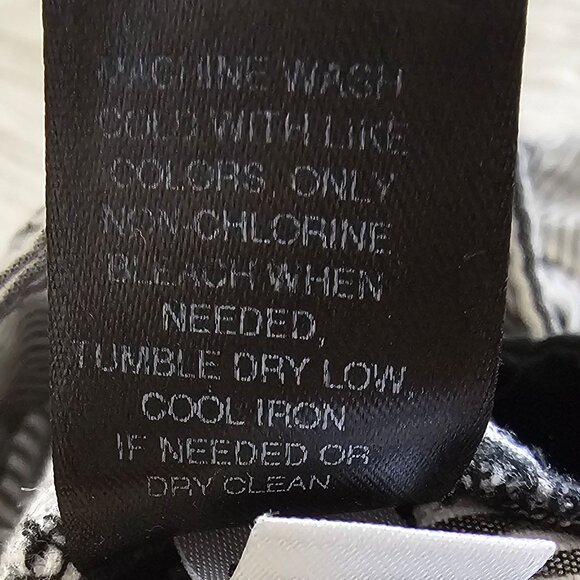 MACHINE WASH
COLD WITH LIKE
COLORS, ONLY
NON-CHLORINE
BLEACH WHEN
NEEDED,
TUMBLE DRY LOW,
COOL IRON
IF NEEDED OR
DRY CLEAN